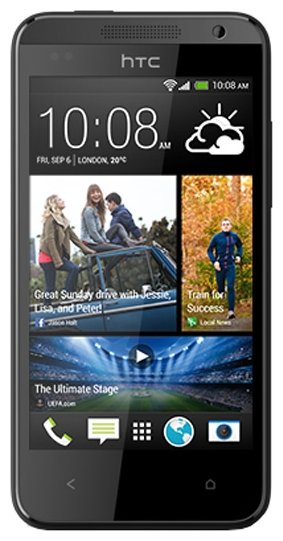 hTC
10:08 AM
10:08 AM
FRI, SEP 6 | LONDON, 20°C
Great Sunday drive with Jessie,
Lisa, and Peter!
Jason Holt
Train for
Success
Local News
The Ultimate Stage
UEFA.com